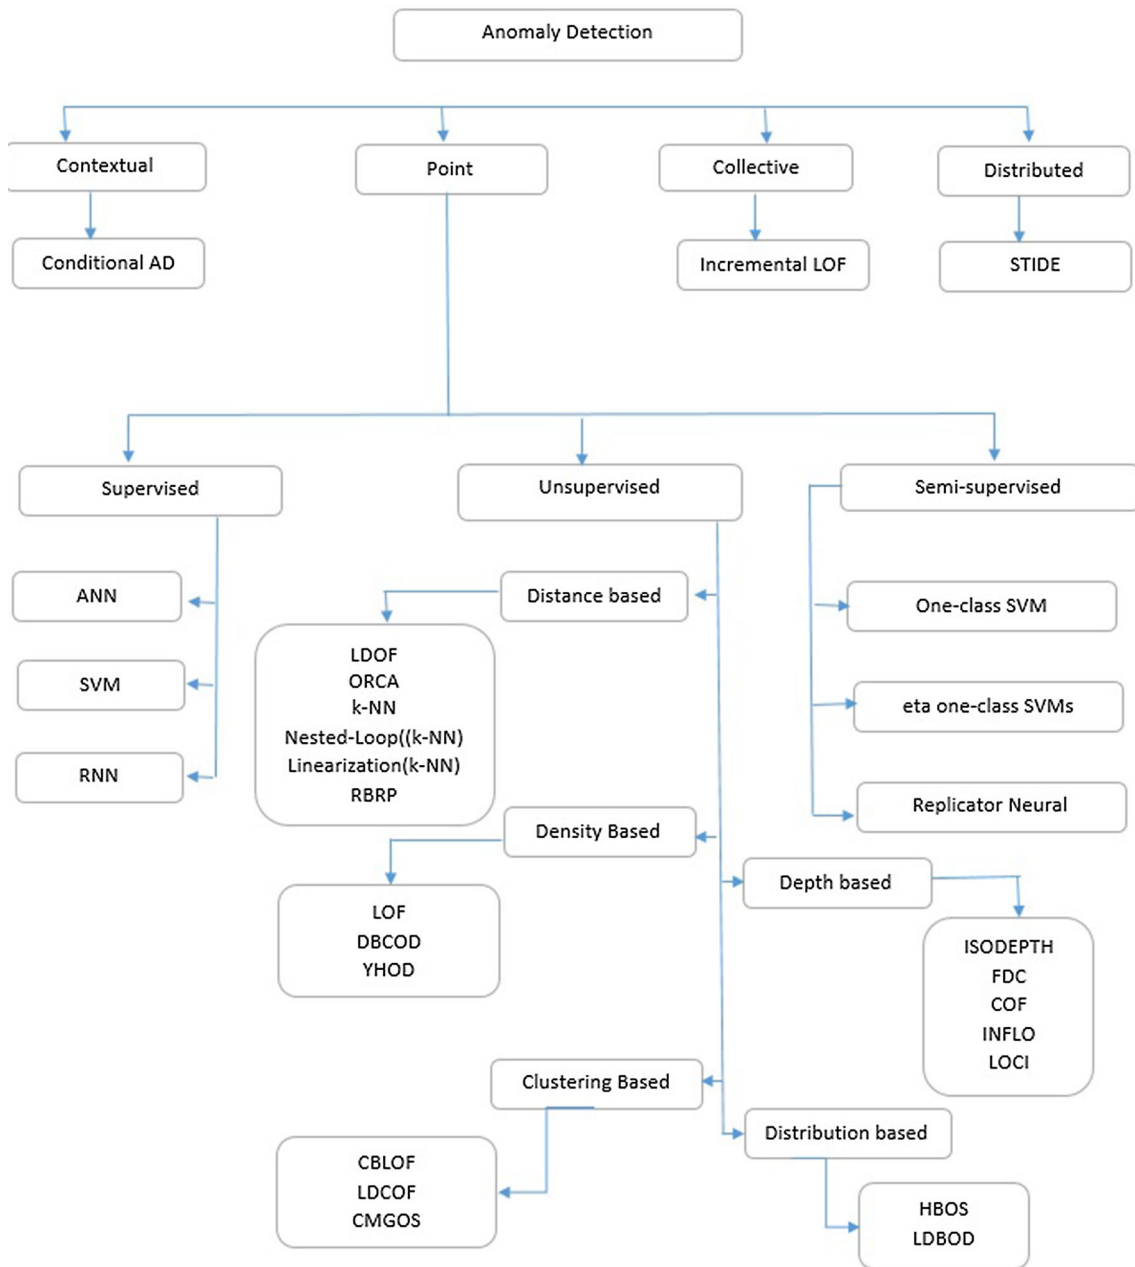 Anomaly Detection
Contextual
Point
Collective
Distributed
Conditional AD
Incremental LOF
STIDE
Supervised
Unsupervised
Semi-supervised
ANN
SVM
RNN
Distance based
LDOF
ORCA
k-NN
Nested-Loop((k-NN)
Linearization(k-NN)
RBRP
Density Based
LOF
DBCOD
YHOD
Clustering Based
CBLOF
LDCOF
CMGOS
Depth based
ISODEPTH
FDC
COF
INFLO
LOCI
Distribution based
HBOS
LDBOD
One-class SVM
eta one-class SVMs
Replicator Neural